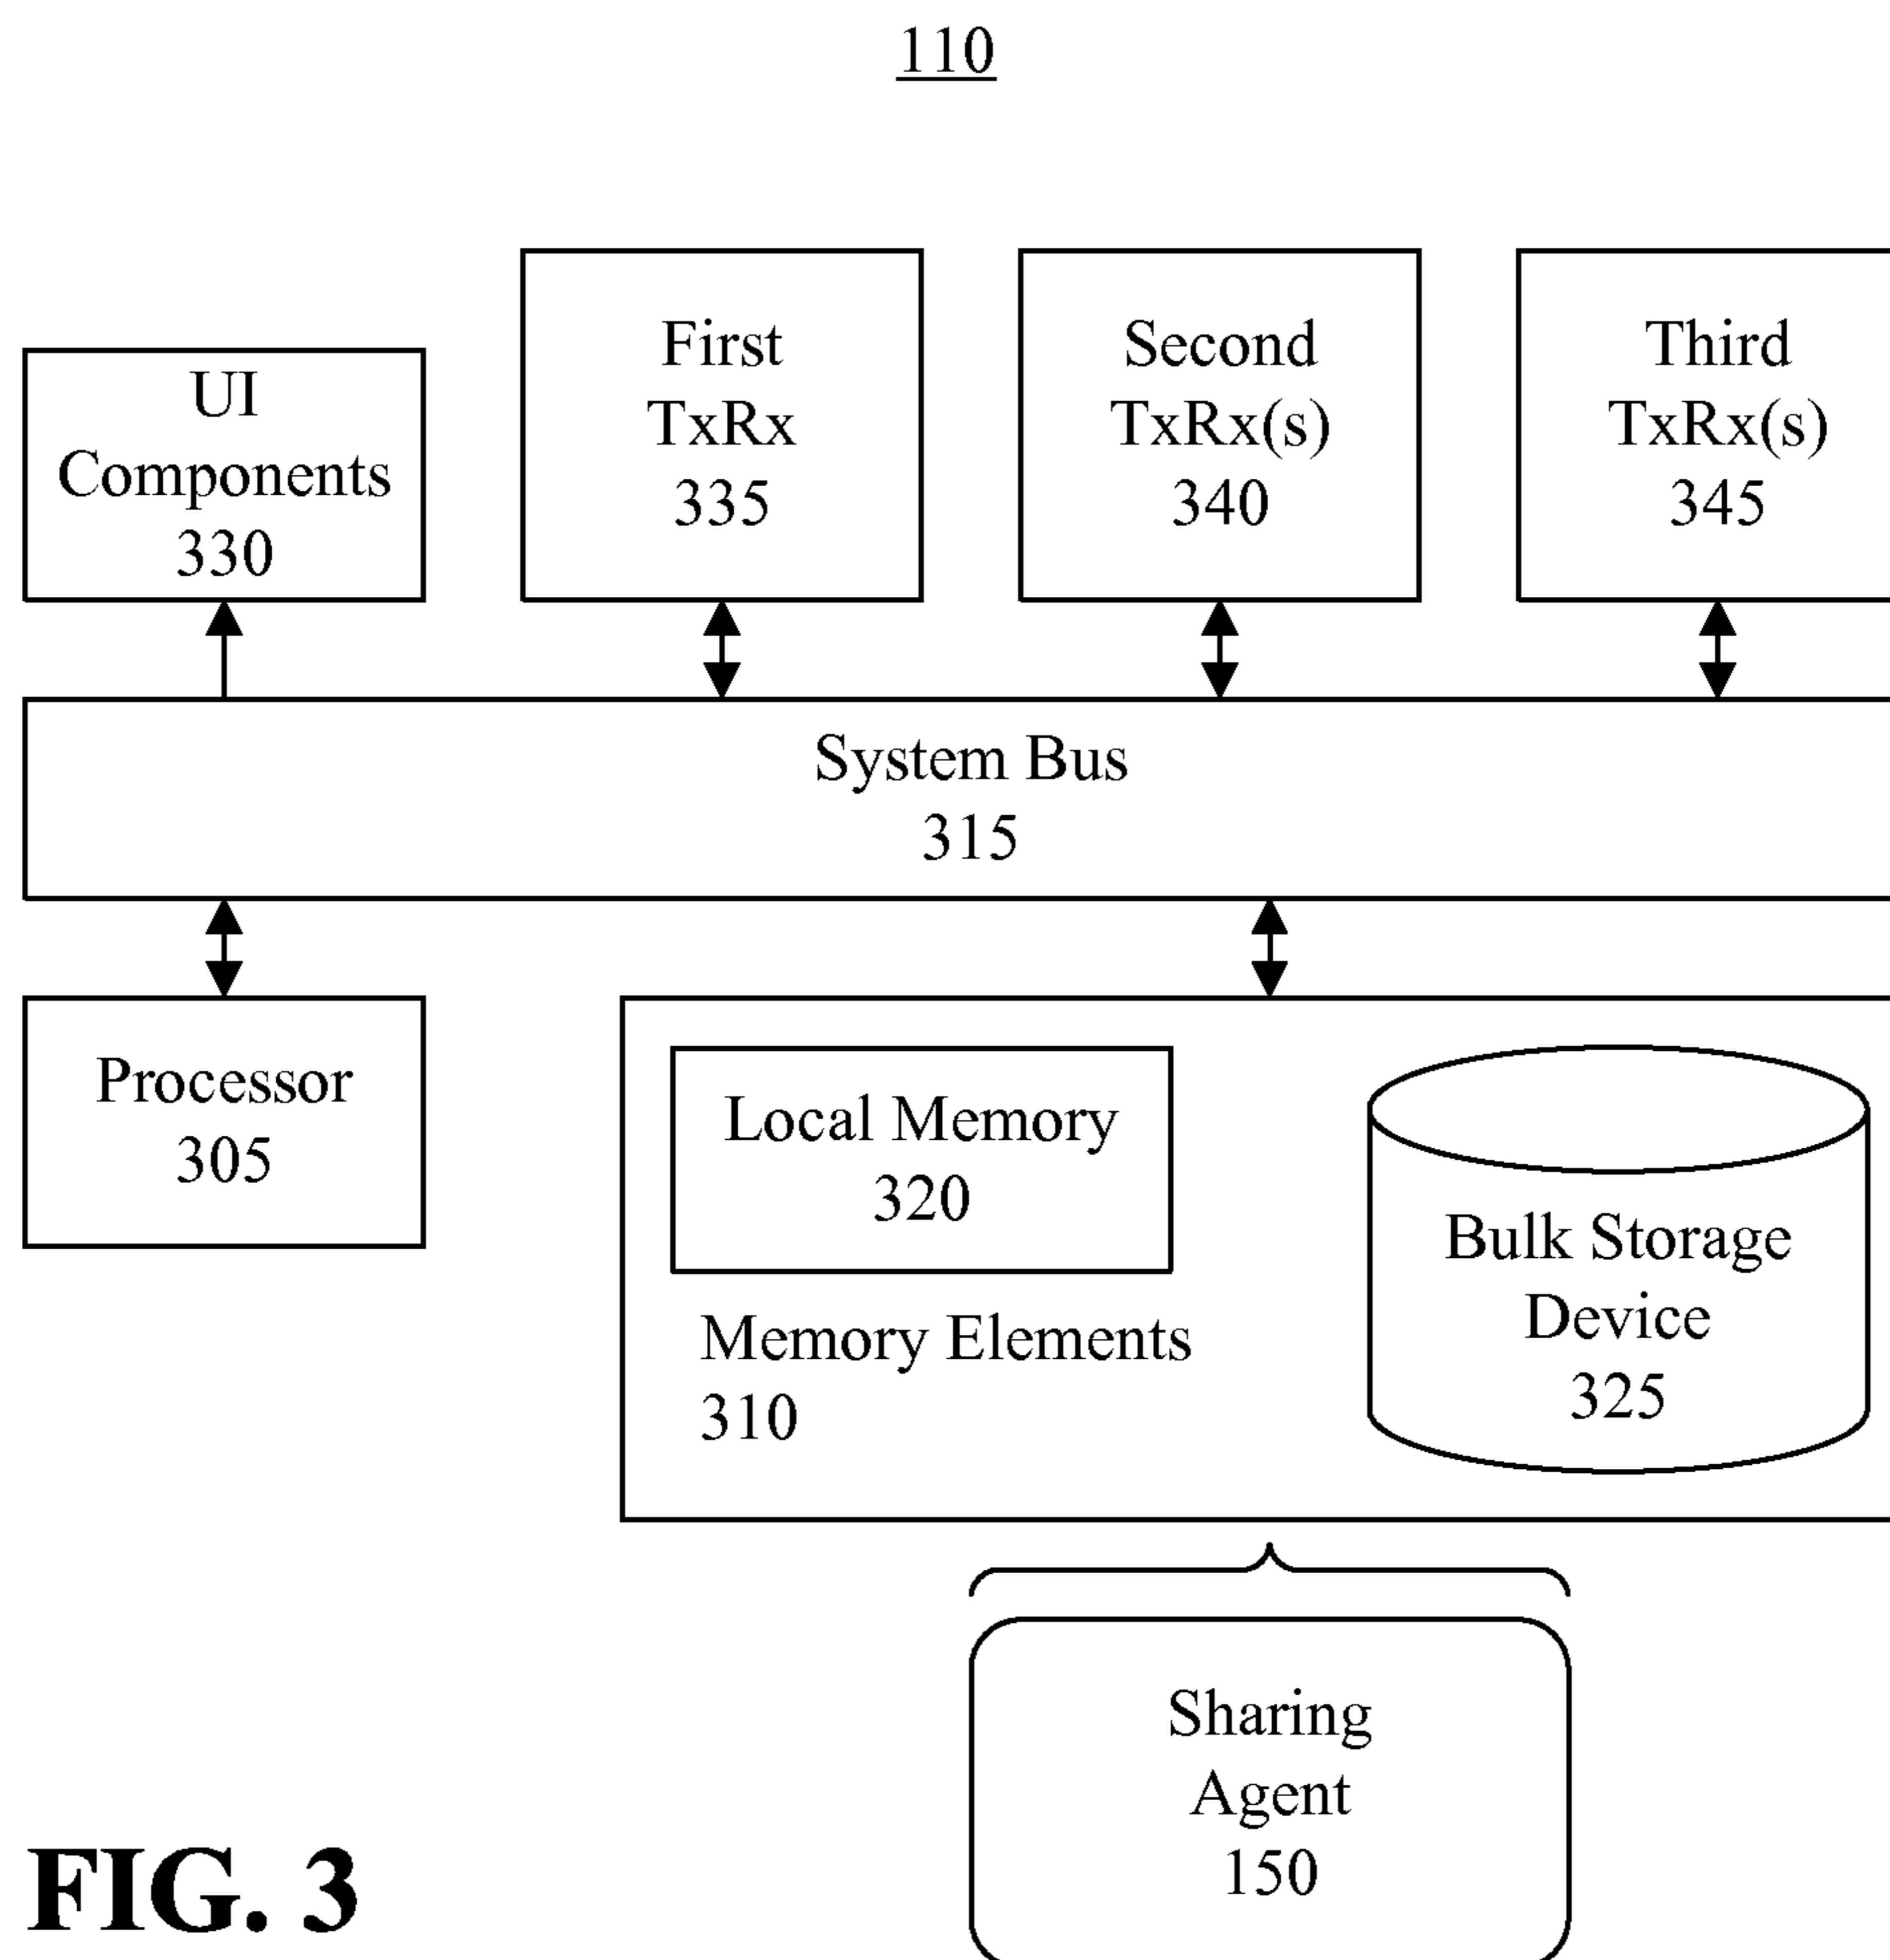 110
UI
Components
330
First
TxRx
335
Second
TxRx(s)
340
Third
TxRx(s)
345
System Bus
315
Processor
305
Local Memory
320
Memory Elements
310
Bulk Storage
Device
325
Sharing
Agent
150
FIG. 3